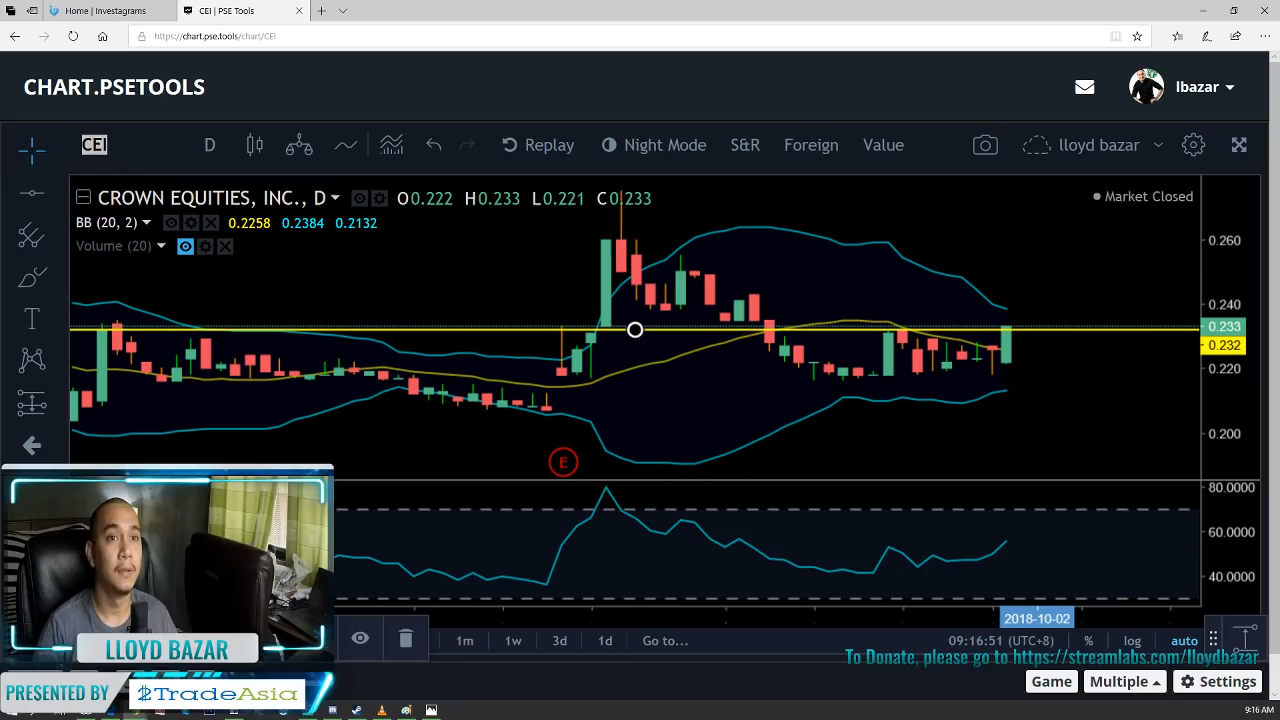 Home | Investagrams
CEI | PSE Tools
https://chart.pse.tools/chart/CEI
CHART.PSETOOLS
lbazar
CEI
D
Replay
Night Mode
S&R
Foreign
Value
lloyd bazar
CROWN EQUITIES, INC., D
O0.222 H0.233 L0.221 C0.233
Market Closed
BB (20, 2)
0.2258 0.2384 0.2132
Volume (20)
0.260
0.240
0.233
0.232
0.220
0.200
E
80.0000
60.0000
40.0000
2018-10-02
1m 1w 3d 1d Go to...
09:16:51 (UTC+8) % log auto
LLOYD BAZAR
To Donate, please go to https://streamlabs.com/lloydbazar
PRESENTED BY
$TradeAsia
Game
Multiple
Settings
9:16 AM